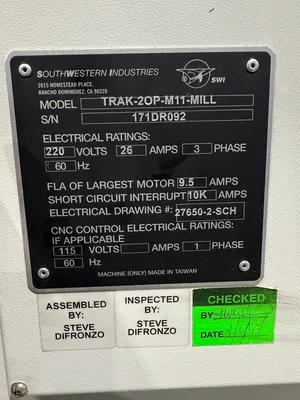 SOUTHWESTERN INDUSTRIES
2615 HOMESTEAD PLACE,
RANCHO DOMINGUEZ, CA 90220
SWI
MODEL TRAK-2OP-M11-MILL
S/N 171DR092
ELECTRICAL RATINGS:
220 VOLTS 26 AMPS 3 PHASE
60 Hz
FLA OF LARGEST MOTOR 9.5 AMPS
SHORT CIRCUIT INTERRUPT 10K AMPS
ELECTRICAL DRAWING #: 27650-2-SCH
CNC CONTROL ELECTRICAL RATINGS:
IF APPLICABLE
115 VOLTS AMPS 1 PHASE
60 Hz
MACHINE (ONLY) MADE IN TAIWAN
ASSEMBLED BY:
STEVE
DIFRONZO
INSPECTED BY:
STEVE
DIFRONZO
CHECKED
BY
DATE